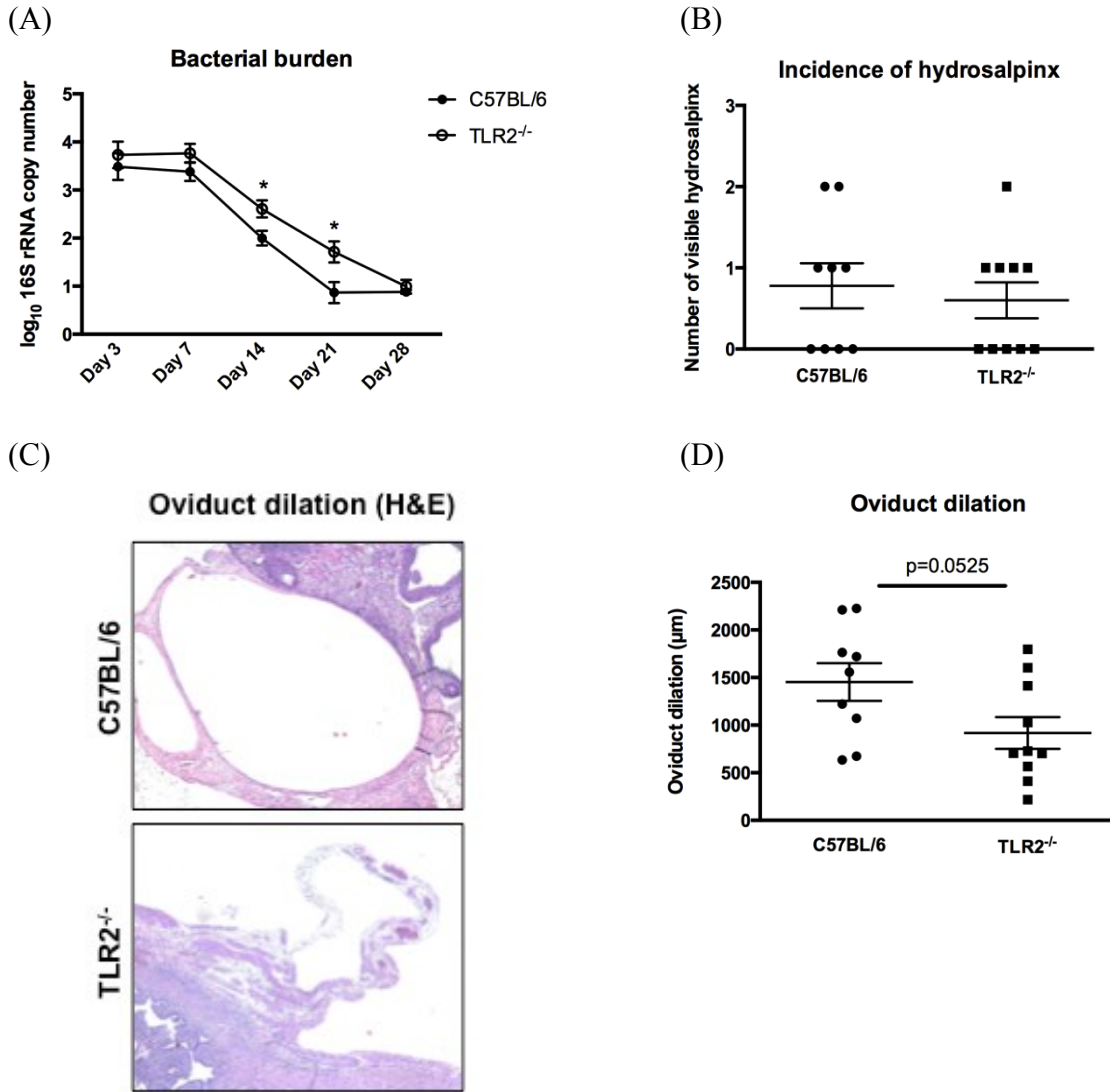 (A)
Bacterial burden
log10 16S rRNA copy number
5
4
3
2
1
0
*
*
Day 3
Day 7
Day 14
Day 21
Day 28
C57BL/6
TLR2-/-
(B)
Incidence of hydrosalpinx
Number of visible hydrosalpinx
3
2
1
0
C57BL/6
TLR2-/-
(C)
Oviduct dilation (H&E)
C57BL/6
TLR2-/-
(D)
Oviduct dilation
p=0.0525
Oviduct dilation (µm)
2500
2000
1500
1000
500
0
C57BL/6
TLR2-/-